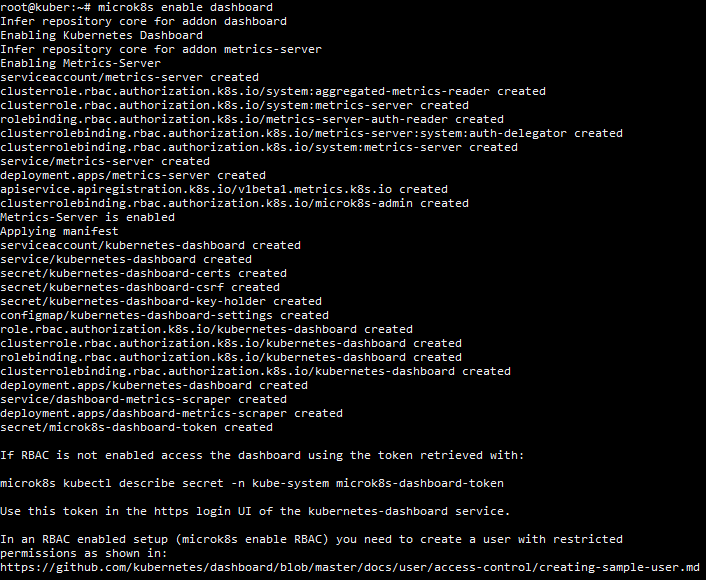 root@kuber:~# microk8s enable dashboard
Infer repository core for addon dashboard
Enabling Kubernetes Dashboard
Infer repository core for addon metrics-server
Enabling Metrics-Server
serviceaccount/metrics-server created
clusterrole.rbac.authorization.k8s.io/system:aggregated-metrics-reader created
clusterrole.rbac.authorization.k8s.io/system:metrics-server created
rolebinding.rbac.authorization.k8s.io/metrics-server-auth-reader created
clusterrolebinding.rbac.authorization.k8s.io/metrics-server:system:auth-delegator created
clusterrolebinding.rbac.authorization.k8s.io/system:metrics-server created
service/metrics-server created
deployment.apps/metrics-server created
apiservice.apiregistration.k8s.io/v1beta1.metrics.k8s.io created
clusterrolebinding.rbac.authorization.k8s.io/microk8s-admin created
Metrics-Server is enabled
Applying manifest
serviceaccount/kubernetes-dashboard created
service/kubernetes-dashboard created
secret/kubernetes-dashboard-certs created
secret/kubernetes-dashboard-csrf created
secret/kubernetes-dashboard-key-holder created
configmap/kubernetes-dashboard-settings created
role.rbac.authorization.k8s.io/kubernetes-dashboard created
clusterrole.rbac.authorization.k8s.io/kubernetes-dashboard created
rolebinding.rbac.authorization.k8s.io/kubernetes-dashboard created
clusterrolebinding.rbac.authorization.k8s.io/kubernetes-dashboard created
deployment.apps/kubernetes-dashboard created
service/dashboard-metrics-scraper created
deployment.apps/dashboard-metrics-scraper created
secret/microk8s-dashboard-token created

If RBAC is not enabled access the dashboard using the token retrieved with:

microk8s kubectl describe secret -n kube-system microk8s-dashboard-token

Use this token in the https login UI of the kubernetes-dashboard service.

In an RBAC enabled setup (microk8s enable RBAC) you need to create a user with restricted
permissions as shown in:
https://github.com/kubernetes/dashboard/blob/master/docs/user/access-control/creating-sample-user.md